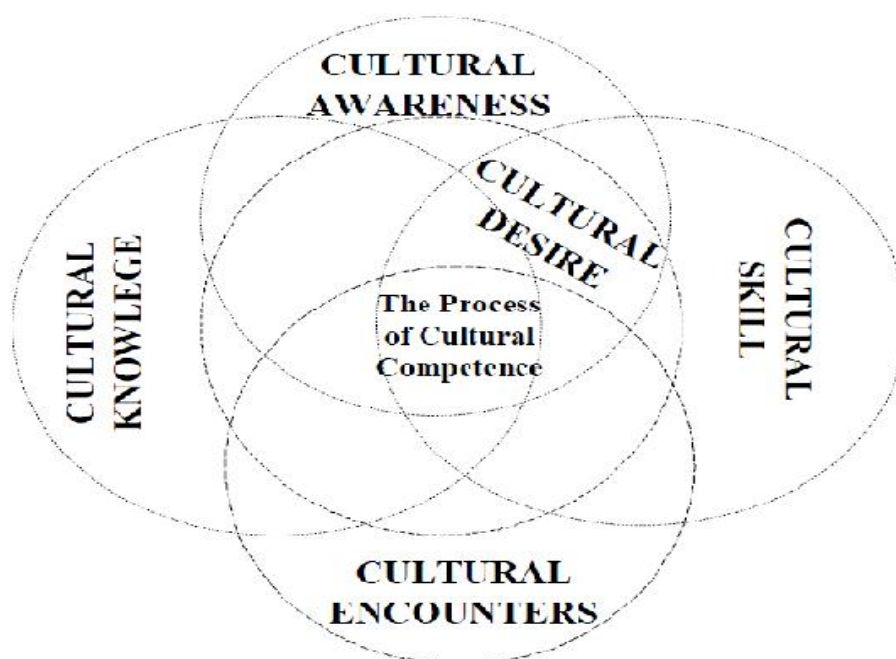 CULTURAL
AWARENESS
CULTURAL
DESIRE
CULTURAL
KNOWLEGE
The Process
of Cultural
Competence
CULTURAL
SKILL
CULTURAL
ENCOUNTERS